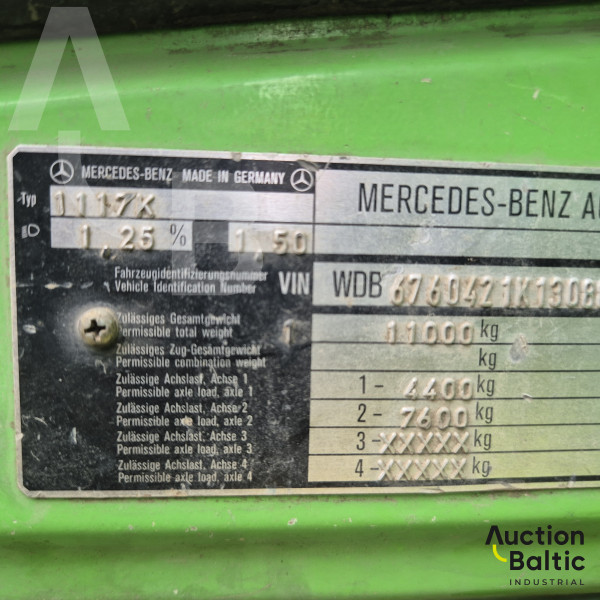 MERCEDES-BENZ MADE IN GERMANY
MERCEDES-BENZ
Typ 1117K
1,25 % 1,50
Fahrzeugidentifizierungsnummer
Vehicle Identification Number VIN WDB 6760421K1308
Zulässiges Gesamtgewicht
Permissible total weight 1 11000 kg
Zulässiges Zug-Gesamtgewicht
Permissible combination weight kg
Zulässige Achslast, Achse 1
Permissible axle load, axle 1 1 - 4400 kg
Zulässige Achslast, Achse 2
Permissible axle load, axle 2 2 - 7600 kg
Zulässige Achslast, Achse 3
Permissible axle load, axle 3 3 - XXXXX kg
Zulässige Achslast, Achse 4
Permissible axle load, axle 4 4 - XXXXX kg
Auction
Baltic
INDUSTRIAL